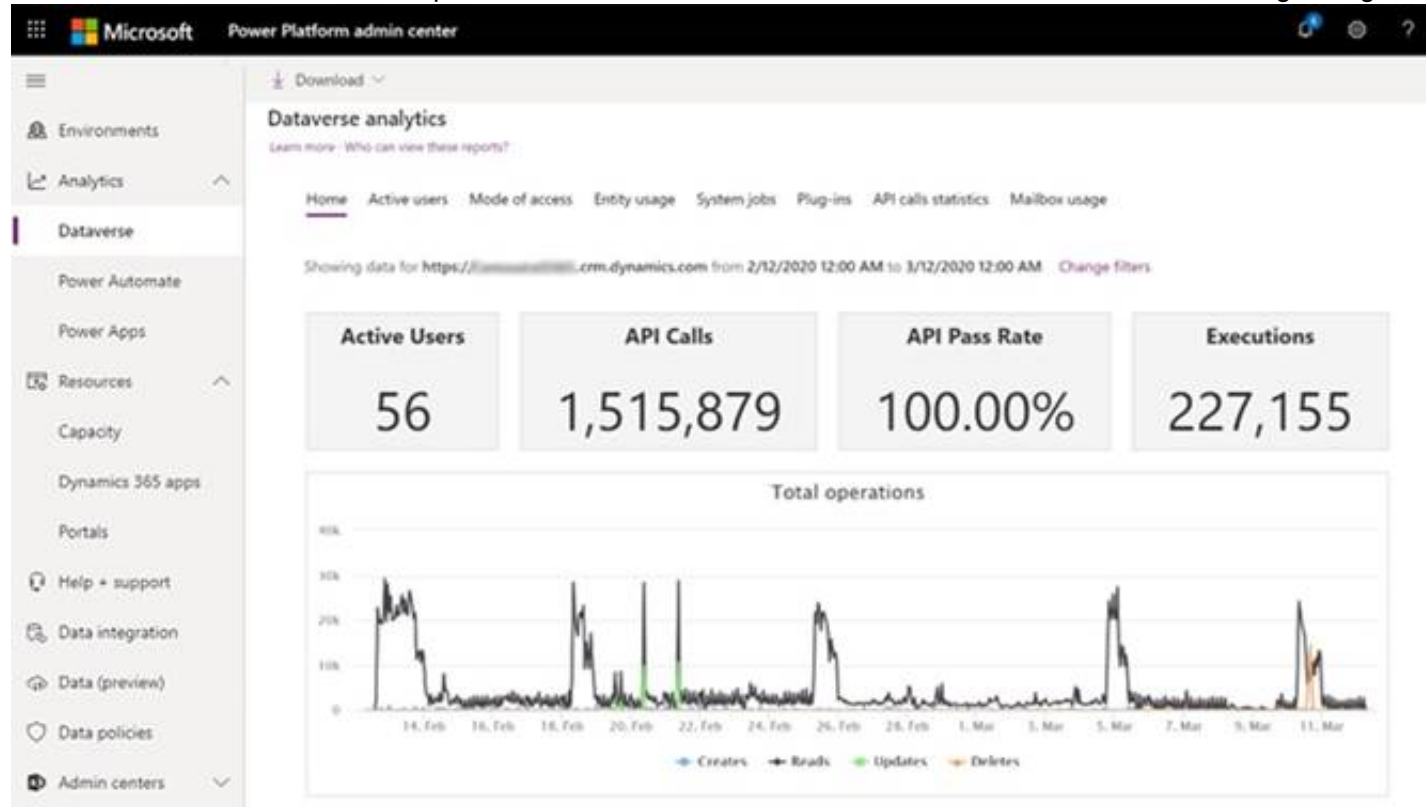 Microsoft Power Platform admin center
?
Download
Environments
Dataverse analytics
Learn more · Who can view these reports?
Analytics
Home Active users Mode of access Entity usage System jobs Plug-ins API calls statistics Mailbox usage
Dataverse
Showing data for https:// .crm.dynamics.com from 2/12/2020 12:00 AM to 3/12/2020 12:00 AM Change filters
Power Automate
Power Apps
Active Users API Calls API Pass Rate Executions
Resources
56 1,515,879 100.00% 227,155
Capacity
Dynamics 365 apps
Total operations
Portals
40k
30k
Help + support
20k
Data integration
10k
Data (preview)
0
14. Feb 16. Feb 18. Feb 20. Feb 22. Feb 24. Feb 26. Feb 28. Feb 1. Mar 3. Mar 5. Mar 7. Mar 9. Mar 11. Mar
Data policies
Creates Reads Updates Deletes
Admin centers